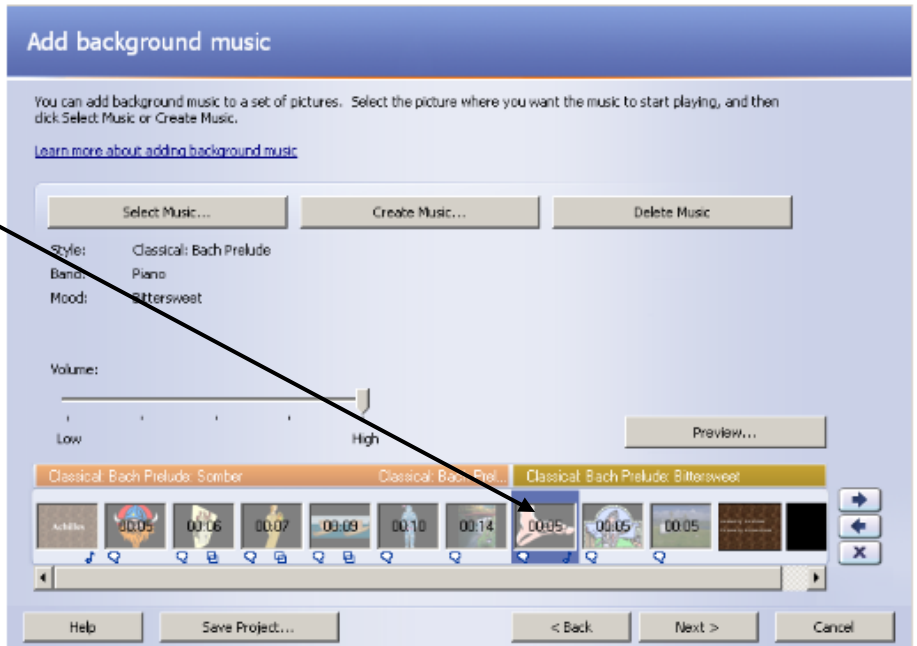 Add background music
You can add background music to a set of pictures. Select the picture where you want the music to start playing, and then
click Select Music or Create Music.
Learn more about adding background music
Select Music... Create Music... Delete Music
Style: Classical: Bach Prelude
Band: Piano
Mood: Bittersweet
Volume:
Low High
Preview...
Classical: Bach Prelude: Somber Classical: Bach Prel... Classical: Bach Prelude: Bittersweet
Achilles 00:05 00:06 00:07 00:09 00:10 00:14 00:05 00:05 00:05
Help Save Project... < Back Next > Cancel